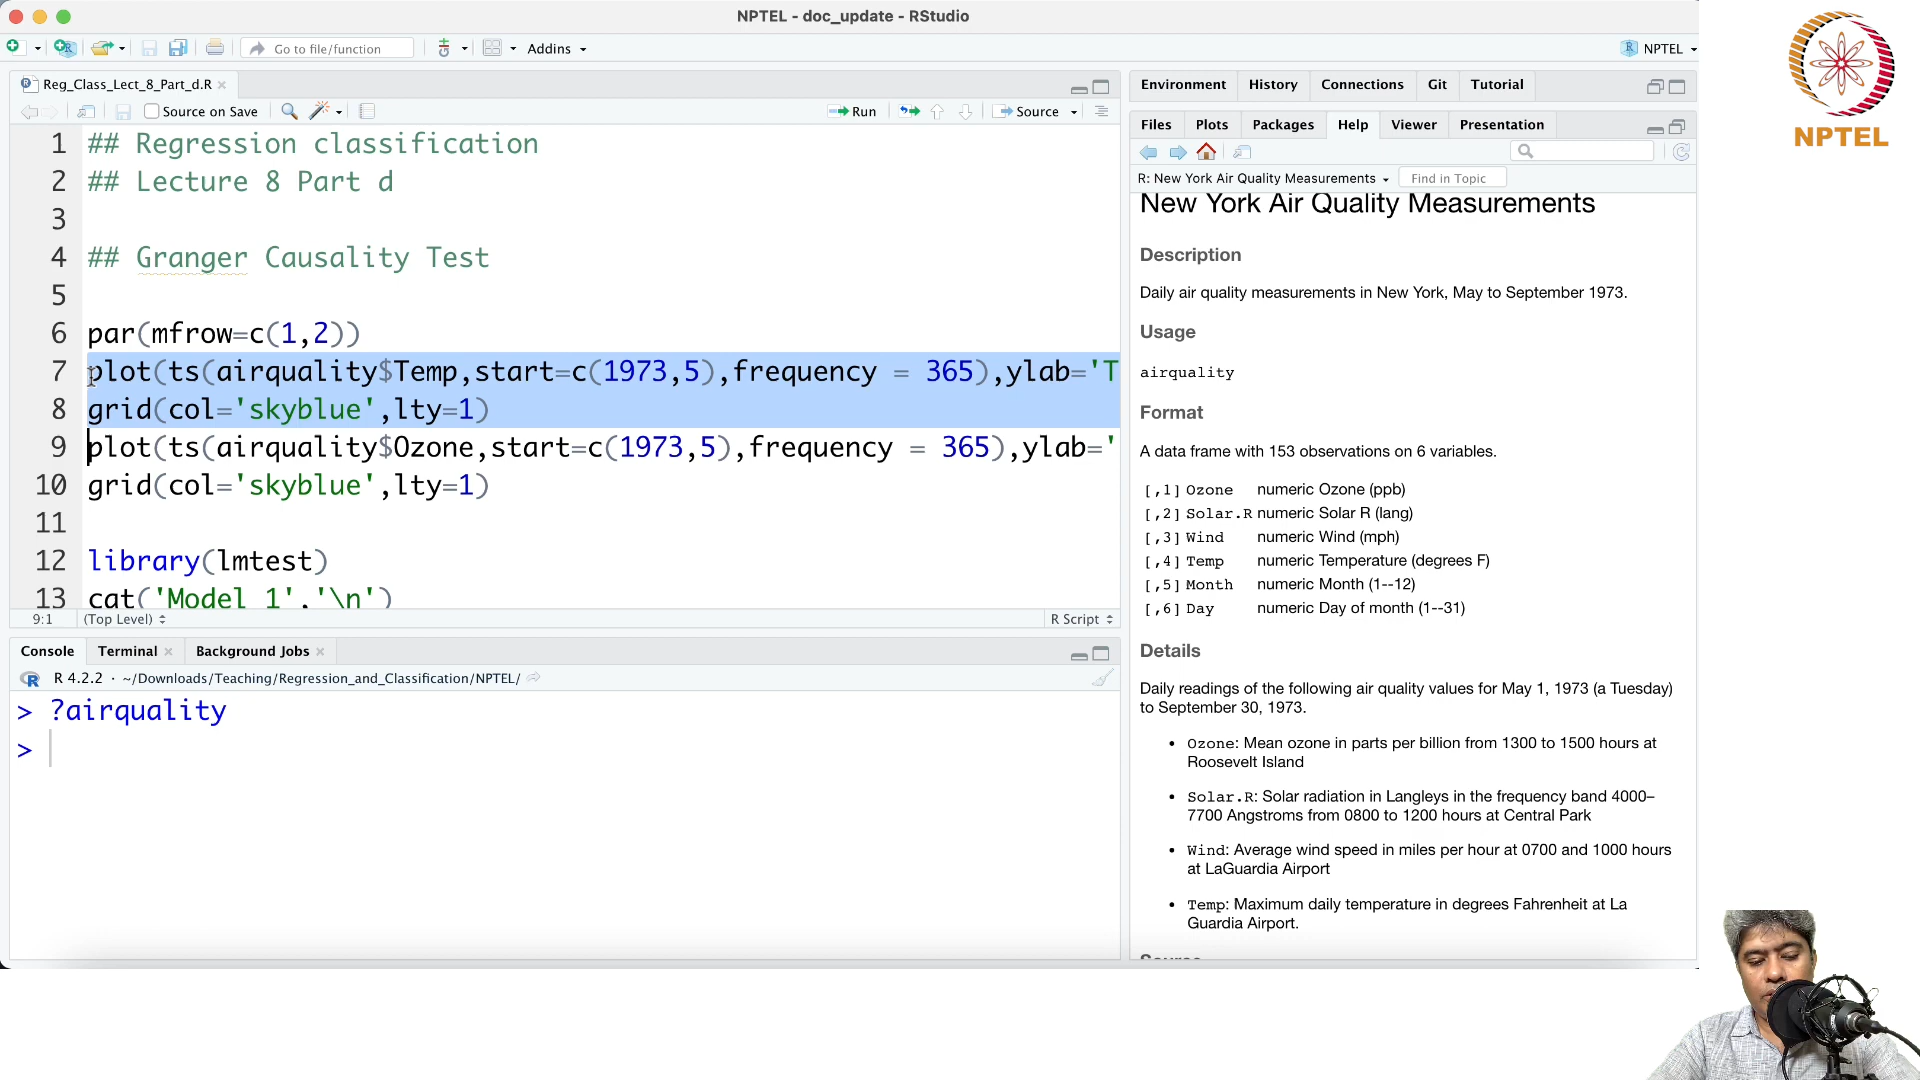 NPTEL - doc_update - RStudio
Go to file/function
Addins
NPTEL
Reg_Class_Lect_8_Part_d.R
Source on Save
Run
Source
1 ## Regression classification
2 ## Lecture 8 Part d
3
4 ## Granger Causality Test
5
6 par(mfrow=c(1,2))
7 plot(ts(airquality$Temp,start=c(1973,5),frequency = 365),ylab='T
8 grid(col='skyblue',lty=1)
9 plot(ts(airquality$Ozone,start=c(1973,5),frequency = 365),ylab='
10 grid(col='skyblue',lty=1)
11
12 library(lmtest)
13 cat('Model 1','\n')
9:1 (Top Level) R Script
Console Terminal Background Jobs
R 4.2.2 · ~/Downloads/Teaching/Regression_and_Classification/NPTEL/
> ?airquality
>
Environment History Connections Git Tutorial
Files Plots Packages Help Viewer Presentation
R: New York Air Quality Measurements Find in Topic
New York Air Quality Measurements
Description
Daily air quality measurements in New York, May to September 1973.
Usage
airquality
Format
A data frame with 153 observations on 6 variables.
[,1] Ozone numeric Ozone (ppb)
[,2] Solar.R numeric Solar R (lang)
[,3] Wind numeric Wind (mph)
[,4] Temp numeric Temperature (degrees F)
[,5] Month numeric Month (1--12)
[,6] Day numeric Day of month (1--31)
Details
Daily readings of the following air quality values for May 1, 1973 (a Tuesday)
to September 30, 1973.
• Ozone: Mean ozone in parts per billion from 1300 to 1500 hours at
Roosevelt Island
• Solar.R: Solar radiation in Langleys in the frequency band 4000–
7700 Angstroms from 0800 to 1200 hours at Central Park
• Wind: Average wind speed in miles per hour at 0700 and 1000 hours
at LaGuardia Airport
• Temp: Maximum daily temperature in degrees Fahrenheit at La
Guardia Airport.
NPTEL